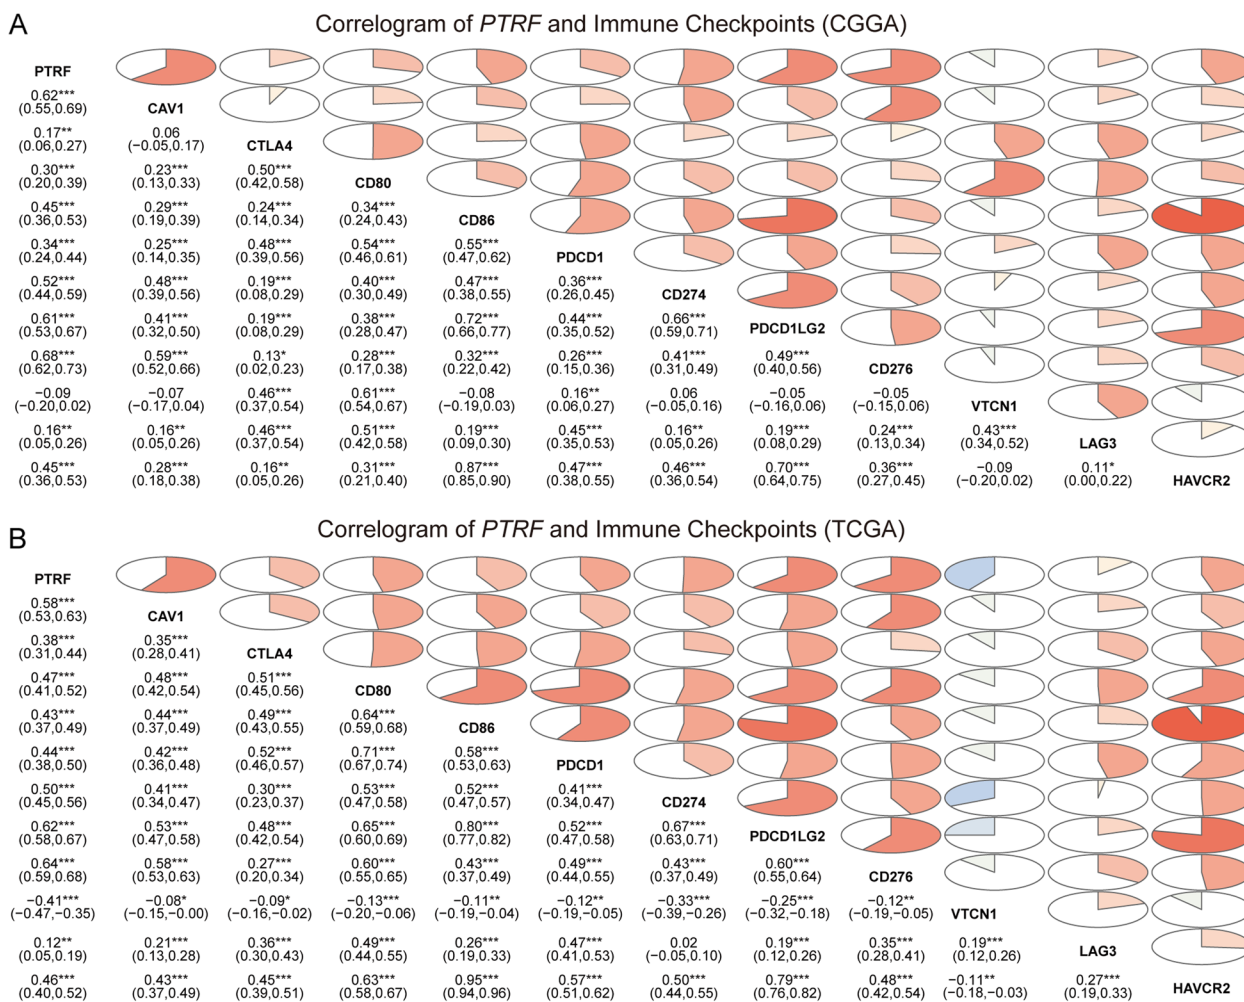 A
Correlogram of PTRF and Immune Checkpoints (CGGA)
PTRF
0.62***
(0.55,0.69)
CAV1
0.17** 0.06
(0.06,0.27) (−0.05,0.17)
CTLA4
0.30*** 0.23*** 0.50***
(0.20,0.39) (0.13,0.33) (0.42,0.58)
CD80
0.45*** 0.29*** 0.24*** 0.34***
(0.36,0.53) (0.19,0.39) (0.14,0.34) (0.24,0.43)
CD86
0.34*** 0.25*** 0.48*** 0.54*** 0.55***
(0.24,0.44) (0.14,0.35) (0.39,0.56) (0.46,0.61) (0.47,0.62)
PDCD1
0.52*** 0.48*** 0.19*** 0.40*** 0.47*** 0.36***
(0.44,0.59) (0.39,0.56) (0.08,0.29) (0.30,0.49) (0.38,0.55) (0.26,0.45)
CD274
0.61*** 0.41*** 0.19*** 0.38*** 0.72*** 0.44*** 0.66***
(0.53,0.67) (0.32,0.50) (0.08,0.29) (0.28,0.47) (0.66,0.77) (0.35,0.52) (0.59,0.71)
PDCD1LG2
0.68*** 0.59*** 0.13* 0.28*** 0.32*** 0.26*** 0.41*** 0.49***
(0.62,0.73) (0.52,0.66) (0.02,0.23) (0.17,0.38) (0.22,0.42) (0.15,0.36) (0.31,0.49) (0.40,0.56)
CD276
−0.09 −0.07 0.46*** 0.61*** −0.08 0.16** 0.06 −0.05 −0.05
(−0.20,0.02) (−0.17,0.04) (0.37,0.54) (0.54,0.67) (−0.19,0.03) (0.06,0.27) (−0.05,0.16) (−0.16,0.06) (−0.15,0.06)
VTCN1
0.16** 0.16** 0.46*** 0.51*** 0.19*** 0.45*** 0.16** 0.19*** 0.24*** 0.43***
(0.05,0.26) (0.05,0.26) (0.37,0.54) (0.42,0.58) (0.09,0.30) (0.35,0.53) (0.05,0.26) (0.08,0.29) (0.13,0.34) (0.34,0.52)
LAG3
0.45*** 0.28*** 0.16** 0.31*** 0.87*** 0.47*** 0.46*** 0.70*** 0.36*** −0.09 0.11*
(0.36,0.53) (0.18,0.38) (0.05,0.26) (0.21,0.40) (0.85,0.90) (0.38,0.55) (0.36,0.54) (0.64,0.75) (0.27,0.45) (−0.20,0.02) (0.00,0.22)
HAVCR2
B
Correlogram of PTRF and Immune Checkpoints (TCGA)
PTRF
0.58***
(0.53,0.63)
CAV1
0.38*** 0.35***
(0.31,0.44) (0.28,0.41)
CTLA4
0.47*** 0.48*** 0.51***
(0.41,0.52) (0.42,0.54) (0.45,0.56)
CD80
0.43*** 0.44*** 0.49*** 0.64***
(0.37,0.49) (0.37,0.49) (0.43,0.55) (0.59,0.68)
CD86
0.44*** 0.42*** 0.52*** 0.71*** 0.58***
(0.38,0.50) (0.36,0.48) (0.46,0.57) (0.67,0.74) (0.53,0.63)
PDCD1
0.50*** 0.41*** 0.30*** 0.53*** 0.52*** 0.41***
(0.45,0.56) (0.34,0.47) (0.23,0.37) (0.47,0.58) (0.47,0.57) (0.34,0.47)
CD274
0.62*** 0.53*** 0.48*** 0.65*** 0.80*** 0.52*** 0.67***
(0.58,0.67) (0.47,0.58) (0.42,0.54) (0.60,0.69) (0.77,0.82) (0.47,0.58) (0.63,0.71)
PDCD1LG2
0.64*** 0.58*** 0.27*** 0.60*** 0.43*** 0.49*** 0.43*** 0.60***
(0.59,0.68) (0.53,0.63) (0.20,0.34) (0.55,0.65) (0.37,0.49) (0.44,0.55) (0.37,0.49) (0.55,0.64)
CD276
−0.41*** −0.08* −0.09* −0.13*** −0.11** −0.12** −0.33*** −0.25*** −0.12**
(−0.47,−0.35) (−0.15,−0.00) (−0.16,−0.02) (−0.20,−0.06) (−0.19,−0.04) (−0.19,−0.05) (−0.39,−0.26) (−0.32,−0.18) (−0.19,−0.05)
VTCN1
0.12** 0.21*** 0.36*** 0.49*** 0.26*** 0.47*** 0.02 0.19*** 0.35*** 0.19***
(0.05,0.19) (0.13,0.28) (0.30,0.43) (0.44,0.55) (0.19,0.33) (0.41,0.53) (−0.05,0.10) (0.12,0.26) (0.28,0.41) (0.12,0.26)
LAG3
0.46*** 0.43*** 0.45*** 0.63*** 0.95*** 0.57*** 0.50*** 0.79*** 0.48*** −0.11** 0.27***
(0.40,0.52) (0.37,0.49) (0.39,0.51) (0.58,0.67) (0.94,0.96) (0.51,0.62) (0.44,0.55) (0.76,0.82) (0.42,0.54) (−0.18,−0.03) (0.19,0.33)
HAVCR2